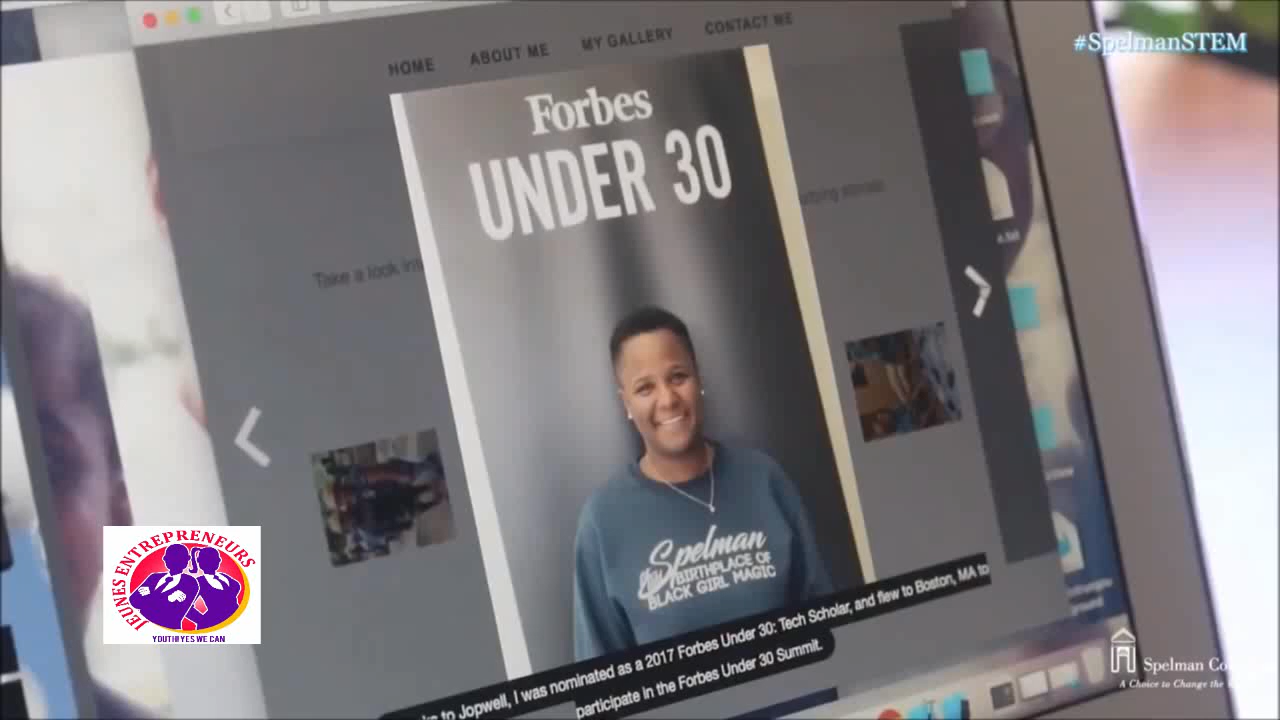 #SpelmanSTEM
HOME
ABOUT ME
MY GALLERY
CONTACT ME
Forbes
UNDER 30
Take a look
stories
Spelman
BIRTHPLACE OF
BLACK GIRL MAGIC
to Jopwell, I was nominated as a 2017 Forbes Under 30: Tech Scholar, and flew to Boston, MA to
participate in the Forbes Under 30 Summit.
JEUNES ENTREPRENEURS
YOUTH!!! YES WE CAN
Spelman
A Choice to Change the